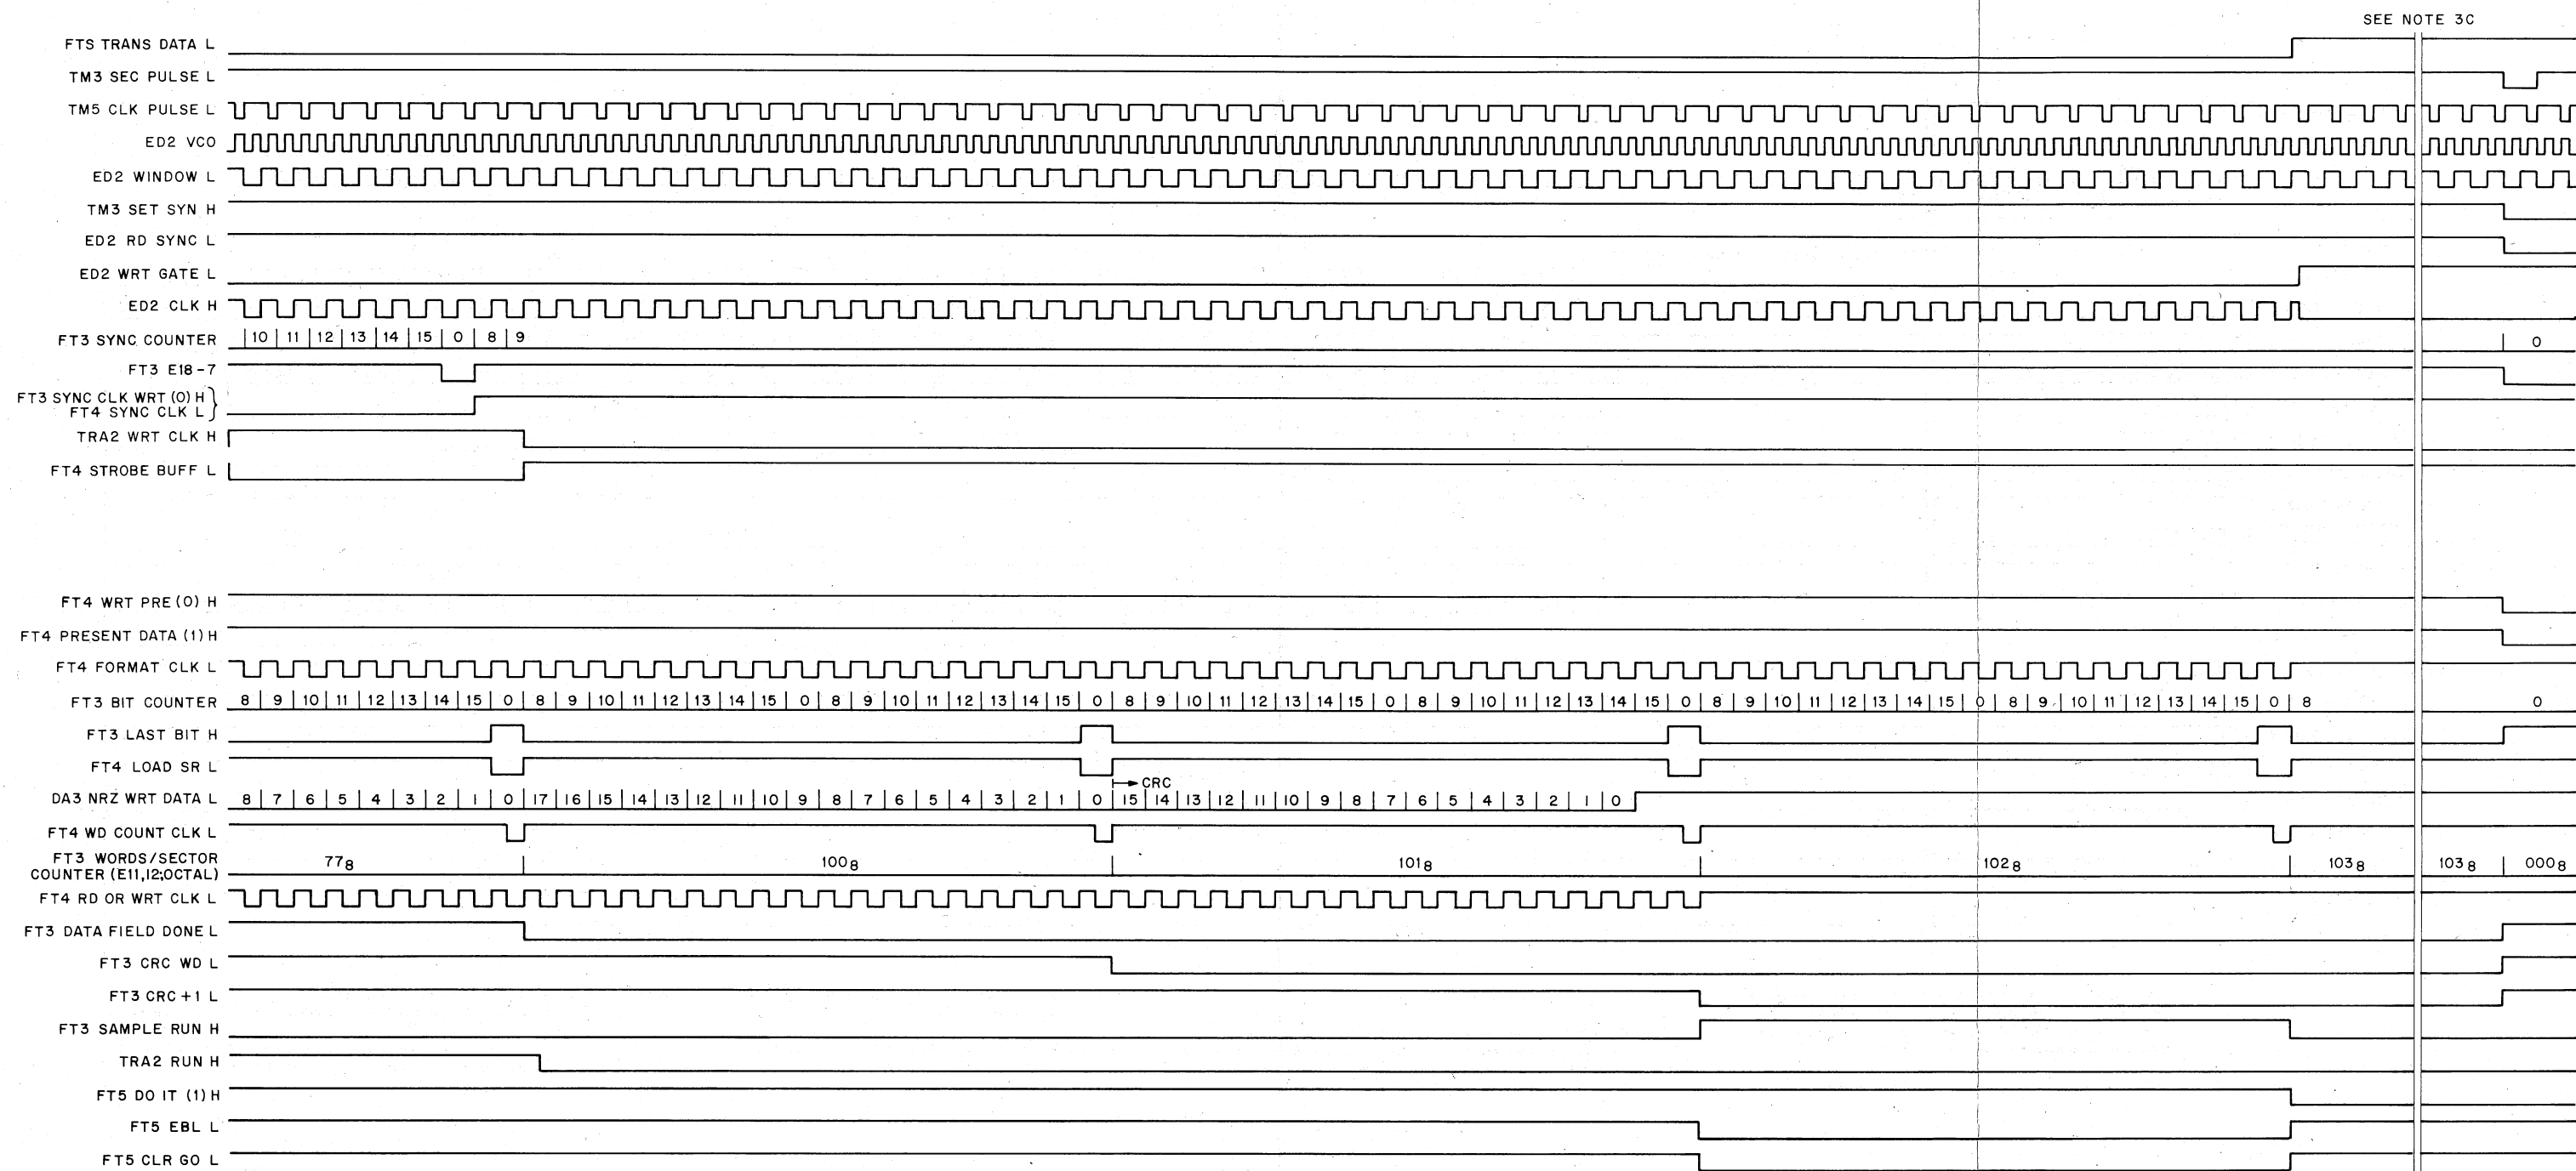 SEE NOTE 3C
FTS TRANS DATA L
TM3 SEC PULSE L
TM5 CLK PULSE L
ED2 VCO
ED2 WINDOW L
TM3 SET SYN H
ED2 RD SYNC L
ED2 WRT GATE L
ED2 CLK H
FT3 SYNC COUNTER 10 11 12 13 14 15 0 8 9 0
FT3 E18-7
FT3 SYNC CLK WRT (0) H
FT4 SYNC CLK L
TRA2 WRT CLK H
FT4 STROBE BUFF L
FT4 WRT PRE (0) H
FT4 PRESENT DATA (1) H
FT4 FORMAT CLK L
FT3 BIT COUNTER 8 9 10 11 12 13 14 15 0 8 9 10 11 12 13 14 15 0 8 9 10 11 12 13 14 15 0 8 9 10 11 12 13 14 15 0 8 9 10 11 12 13 14 15 0 8 9 10 11 12 13 14 15 0 8 9 10 11 12 13 14 15 0 8 0
FT3 LAST BIT H
FT4 LOAD SR L
CRC
DA3 NRZ WRT DATA L 8 7 6 5 4 3 2 1 0 17 16 15 14 13 12 11 10 9 8 7 6 5 4 3 2 1 0 15 14 13 12 11 10 9 8 7 6 5 4 3 2 1 0
FT4 WD COUNT CLK L
FT3 WORDS/SECTOR 77₈ 100₈ 101₈ 102₈ 103₈ 103₈ 000₈
COUNTER (E11,12;OCTAL)
FT4 RD OR WRT CLK L
FT3 DATA FIELD DONE L
FT3 CRC WD L
FT3 CRC +1 L
FT3 SAMPLE RUN H
TRA2 RUN H
FT5 DO IT (1) H
FT5 EBL L
FT5 CLR GO L